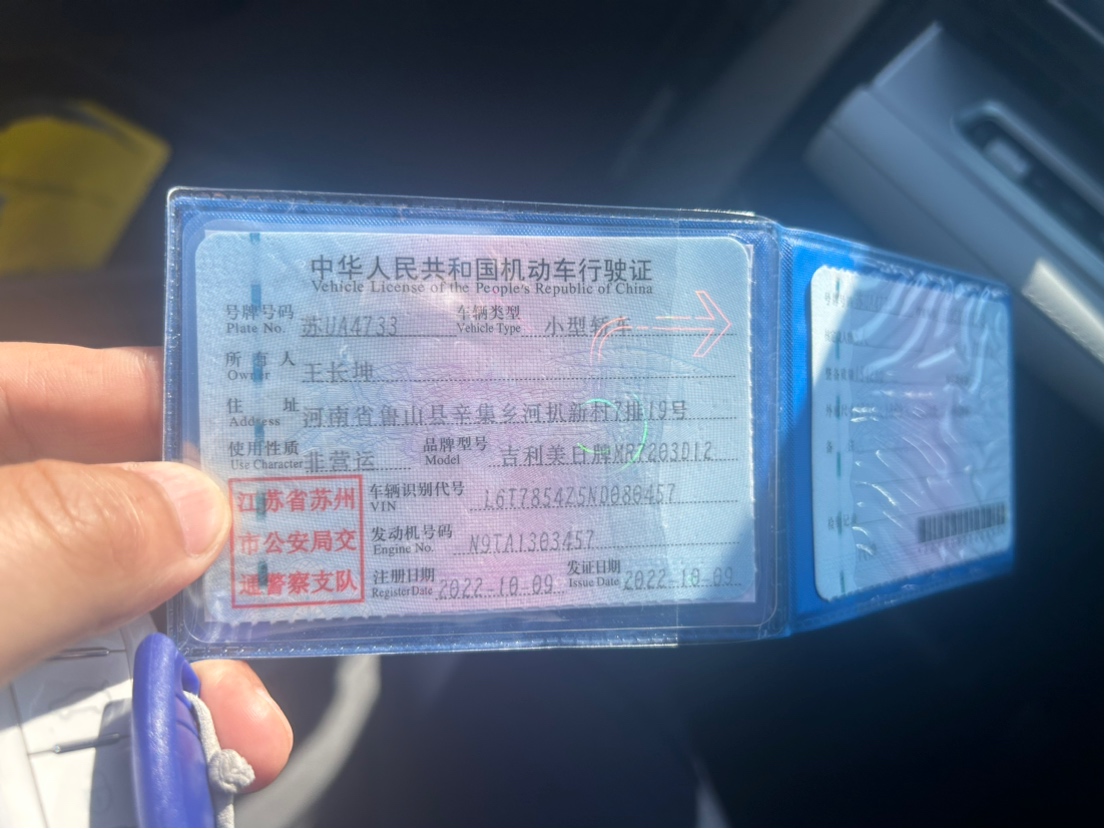 中华人民共和国机动车行驶证
Vehicle License of the People's Republic of China
号牌号码 苏UA4733 车辆类型 小型轿车
Plate No. Vehicle Type
所有人 王长坤
Owner
住址 河南省鲁山县辛集乡河扒新村7排19号
Address
使用性质 非营运 品牌型号 吉利美日牌MR7203D12
Use Character Model
江苏省苏州
市公安局交
通警察支队
车辆识别代号 L6T7854Z5ND080457
VIN
发动机号码 N9TA1303457
Engine No.
注册日期 2022-10-09 发证日期 2022-10-09
Register Date Issue Date